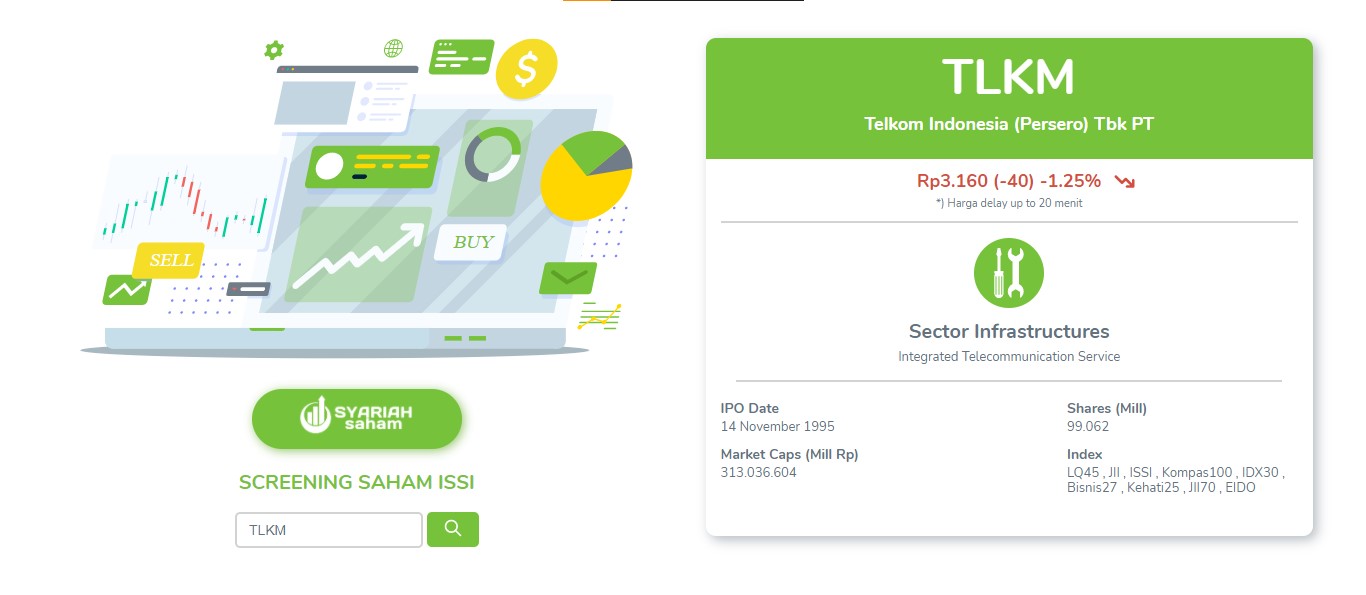 $
BUY
SELL
SYARIAH
saham
SCREENING SAHAM ISSI
TLKM
TLKM
Telkom Indonesia (Persero) Tbk PT
Rp3.160 (-40) -1.25%
*) Harga delay up to 20 menit
Sector Infrastructures
Integrated Telecommunication Service
IPO Date
14 November 1995
Shares (Mill)
99.062
Market Caps (Mill Rp)
313.036.604
Index
LQ45 , JII , ISSI , Kompas100 , IDX30 ,
Bisnis27 , Kehati25 , JII70 , EIDO